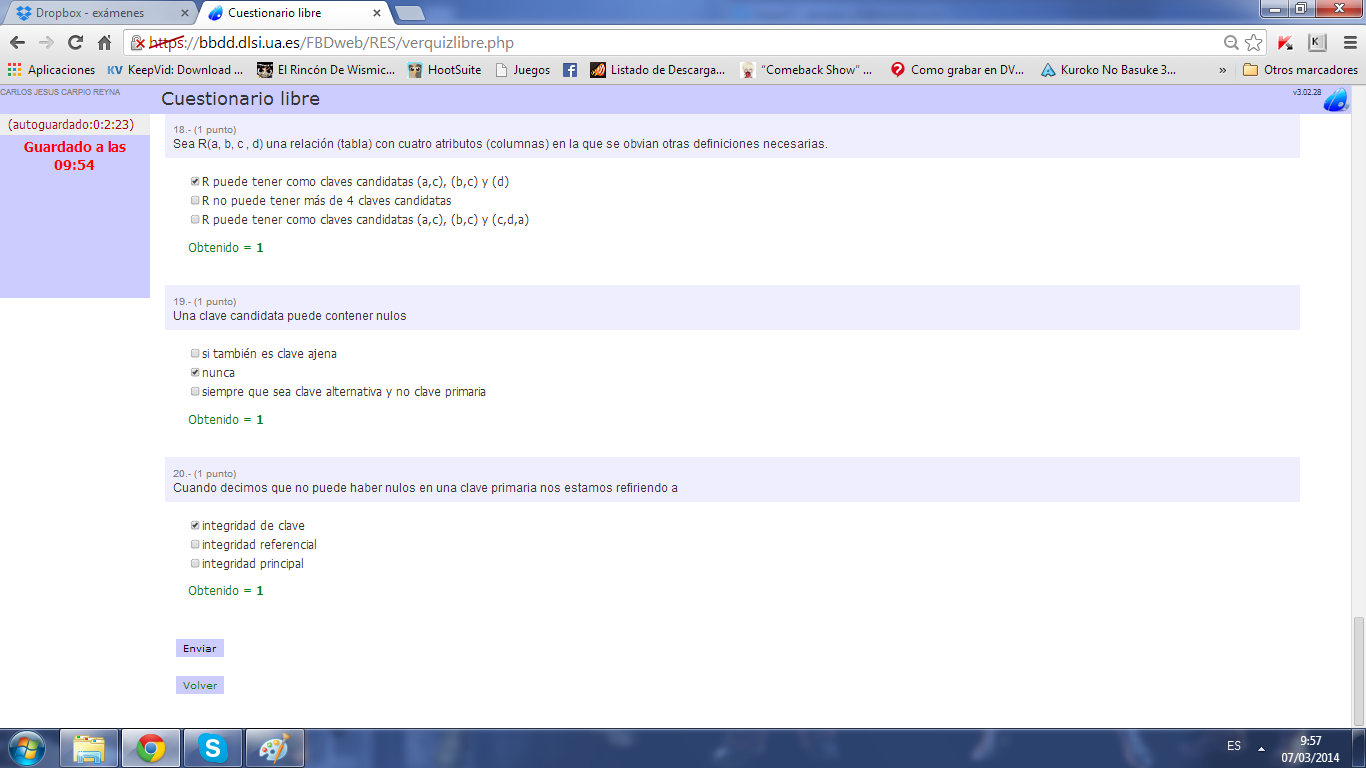 Dropbox - exámenes
Cuestionario libre
https://bbdd.dlsi.ua.es/FBDweb/RES/verquizlibre.php
Aplicaciones
KeepVid: Download ...
El Rincón De Wismic...
HootSuite
Juegos
Listado de Descarga...
"Comeback Show" ...
Como grabar en DV...
Kuroko No Basuke 3...
»
Otros marcadores
CARLOS JESUS CARPIO REYNA
Cuestionario libre
v3.02.28
(autoguardado:0:2:23)
Guardado a las
09:54
18.- (1 punto)
Sea R(a, b, c , d) una relación (tabla) con cuatro atributos (columnas) en la que se obvian otras definiciones necesarias.
R puede tener como claves candidatas (a,c), (b,c) y (d)
R no puede tener más de 4 claves candidatas
R puede tener como claves candidatas (a,c), (b,c) y (c,d,a)
Obtenido = 1
19.- (1 punto)
Una clave candidata puede contener nulos
si también es clave ajena
nunca
siempre que sea clave alternativa y no clave primaria
Obtenido = 1
20.- (1 punto)
Cuando decimos que no puede haber nulos en una clave primaria nos estamos refiriendo a
integridad de clave
integridad referencial
integridad principal
Obtenido = 1
Enviar
Volver
ES
9:57
07/03/2014